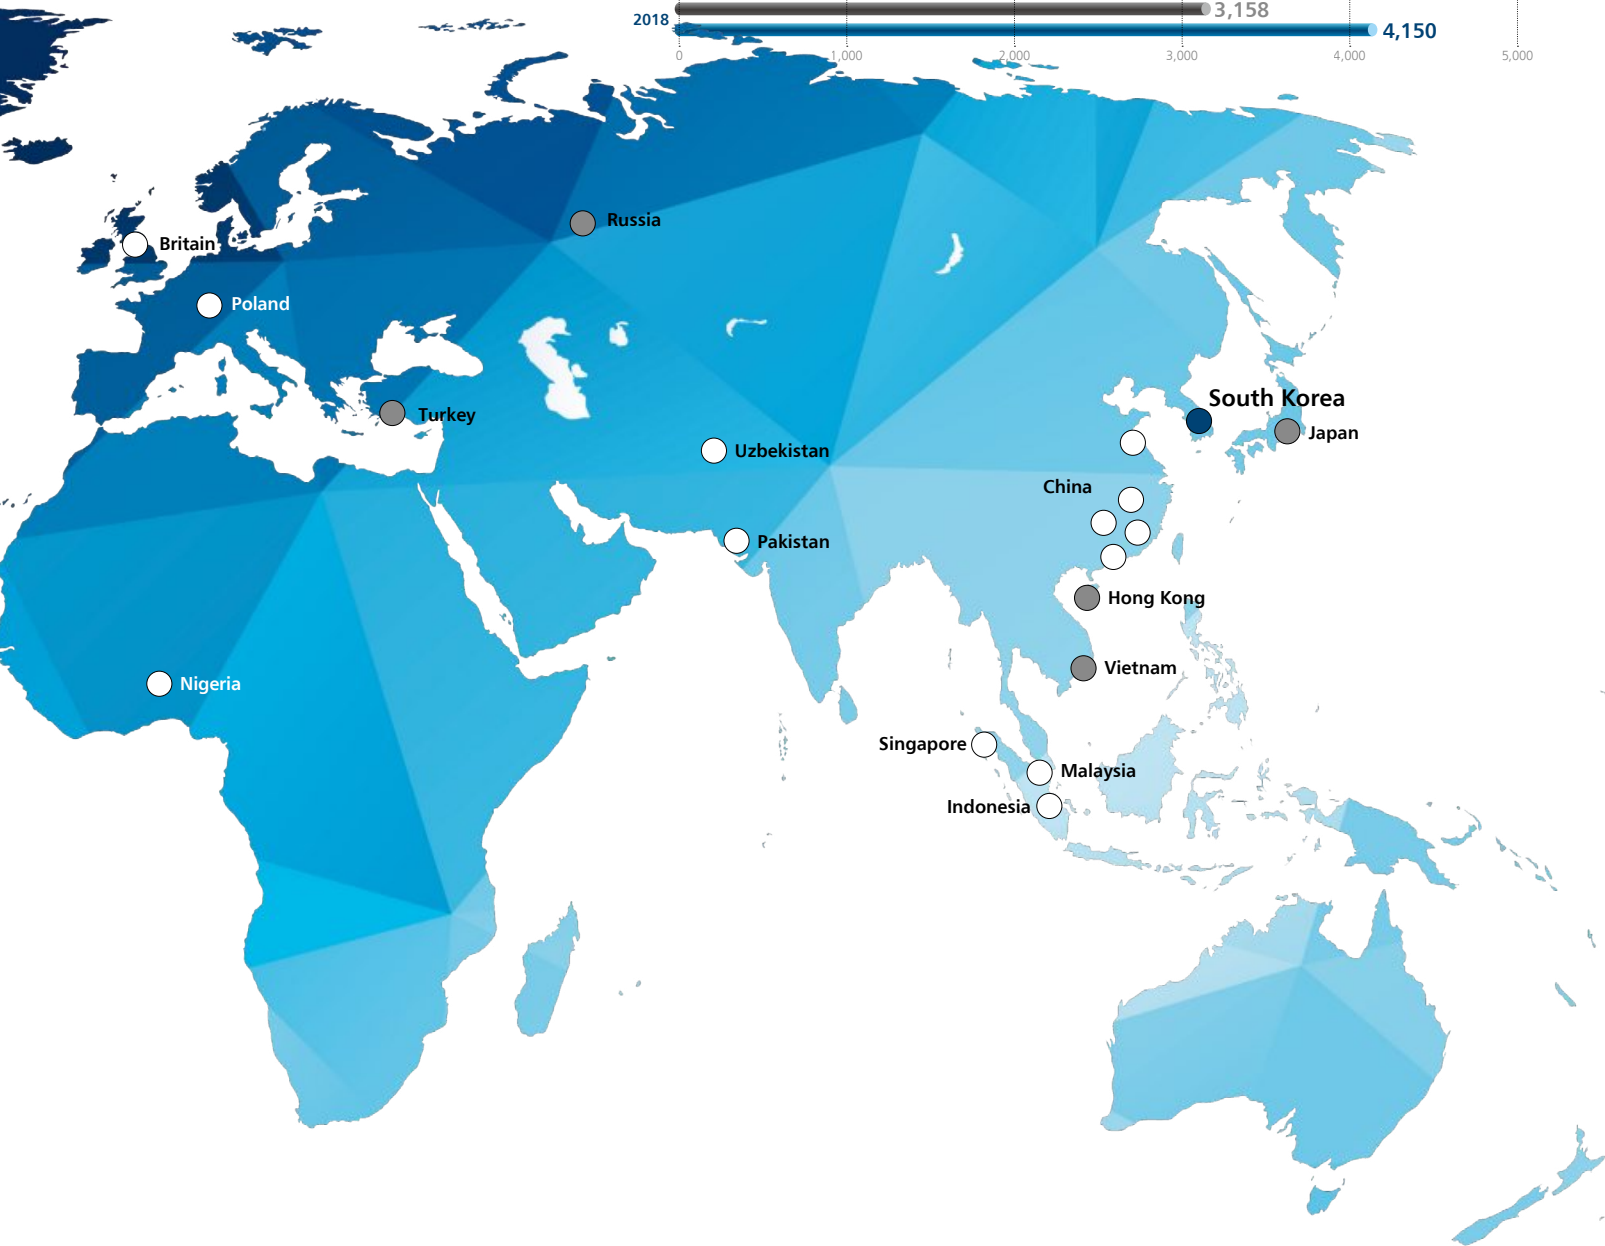 3,158
2018
4,150
0 1,000 2,000 3,000 4,000 5,000
Russia
Britain
Poland
South Korea
Turkey
Japan
Uzbekistan
China
Pakistan
Hong Kong
Vietnam
Nigeria
Singapore
Malaysia
Indonesia